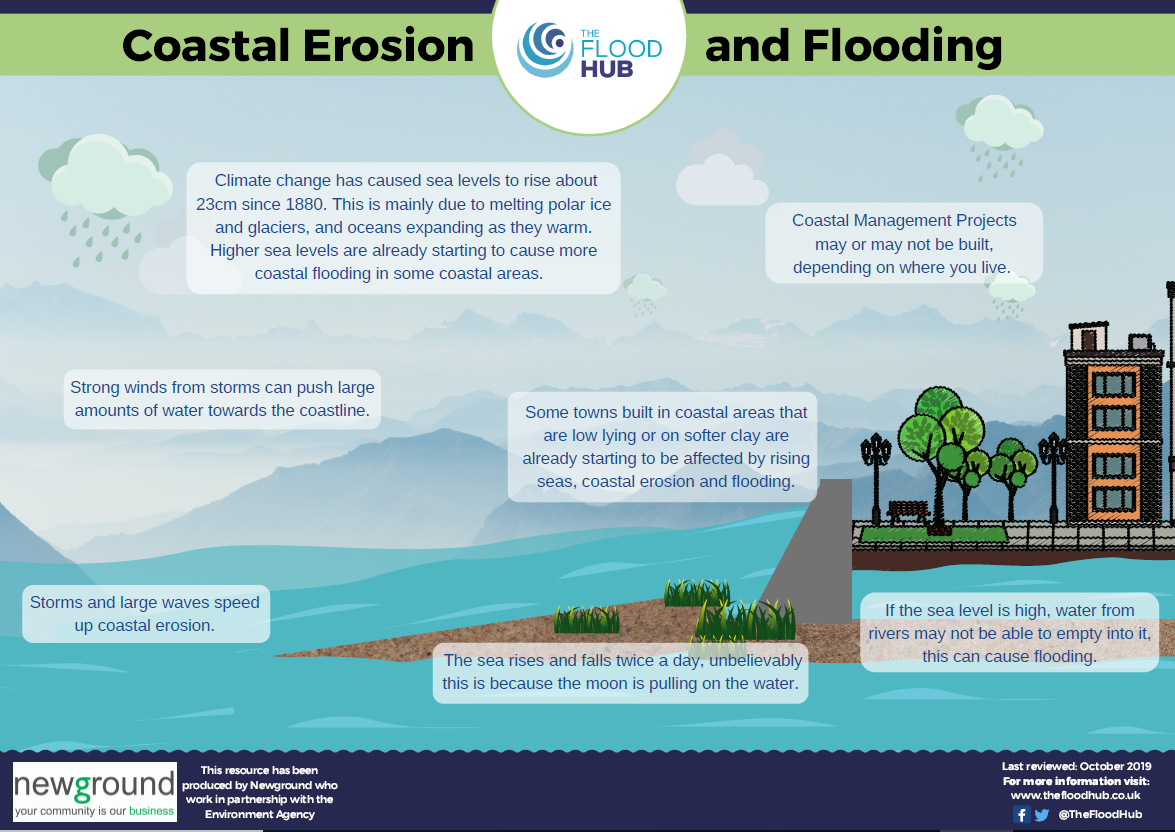 Coastal Erosion
THE
FLOOD
HUB
and Flooding
Climate change has caused sea levels to rise about
23cm since 1880. This is mainly due to melting polar ice
and glaciers, and oceans expanding as they warm.
Higher sea levels are already starting to cause more
coastal flooding in some coastal areas.
Coastal Management Projects
may or may not be built,
depending on where you live.
Strong winds from storms can push large
amounts of water towards the coastline.
Some towns built in coastal areas that
are low lying or on softer clay are
already starting to be affected by rising
seas, coastal erosion and flooding.
Storms and large waves speed
up coastal erosion.
If the sea level is high, water from
rivers may not be able to empty into it,
this can cause flooding.
The sea rises and falls twice a day, unbelievably
this is because the moon is pulling on the water.
newground
your community is our business
This resource has been
produced by Newground who
work in partnership with the
Environment Agency
Last reviewed: October 2019
For more information visit:
www.thefloodhub.co.uk
@TheFloodHub